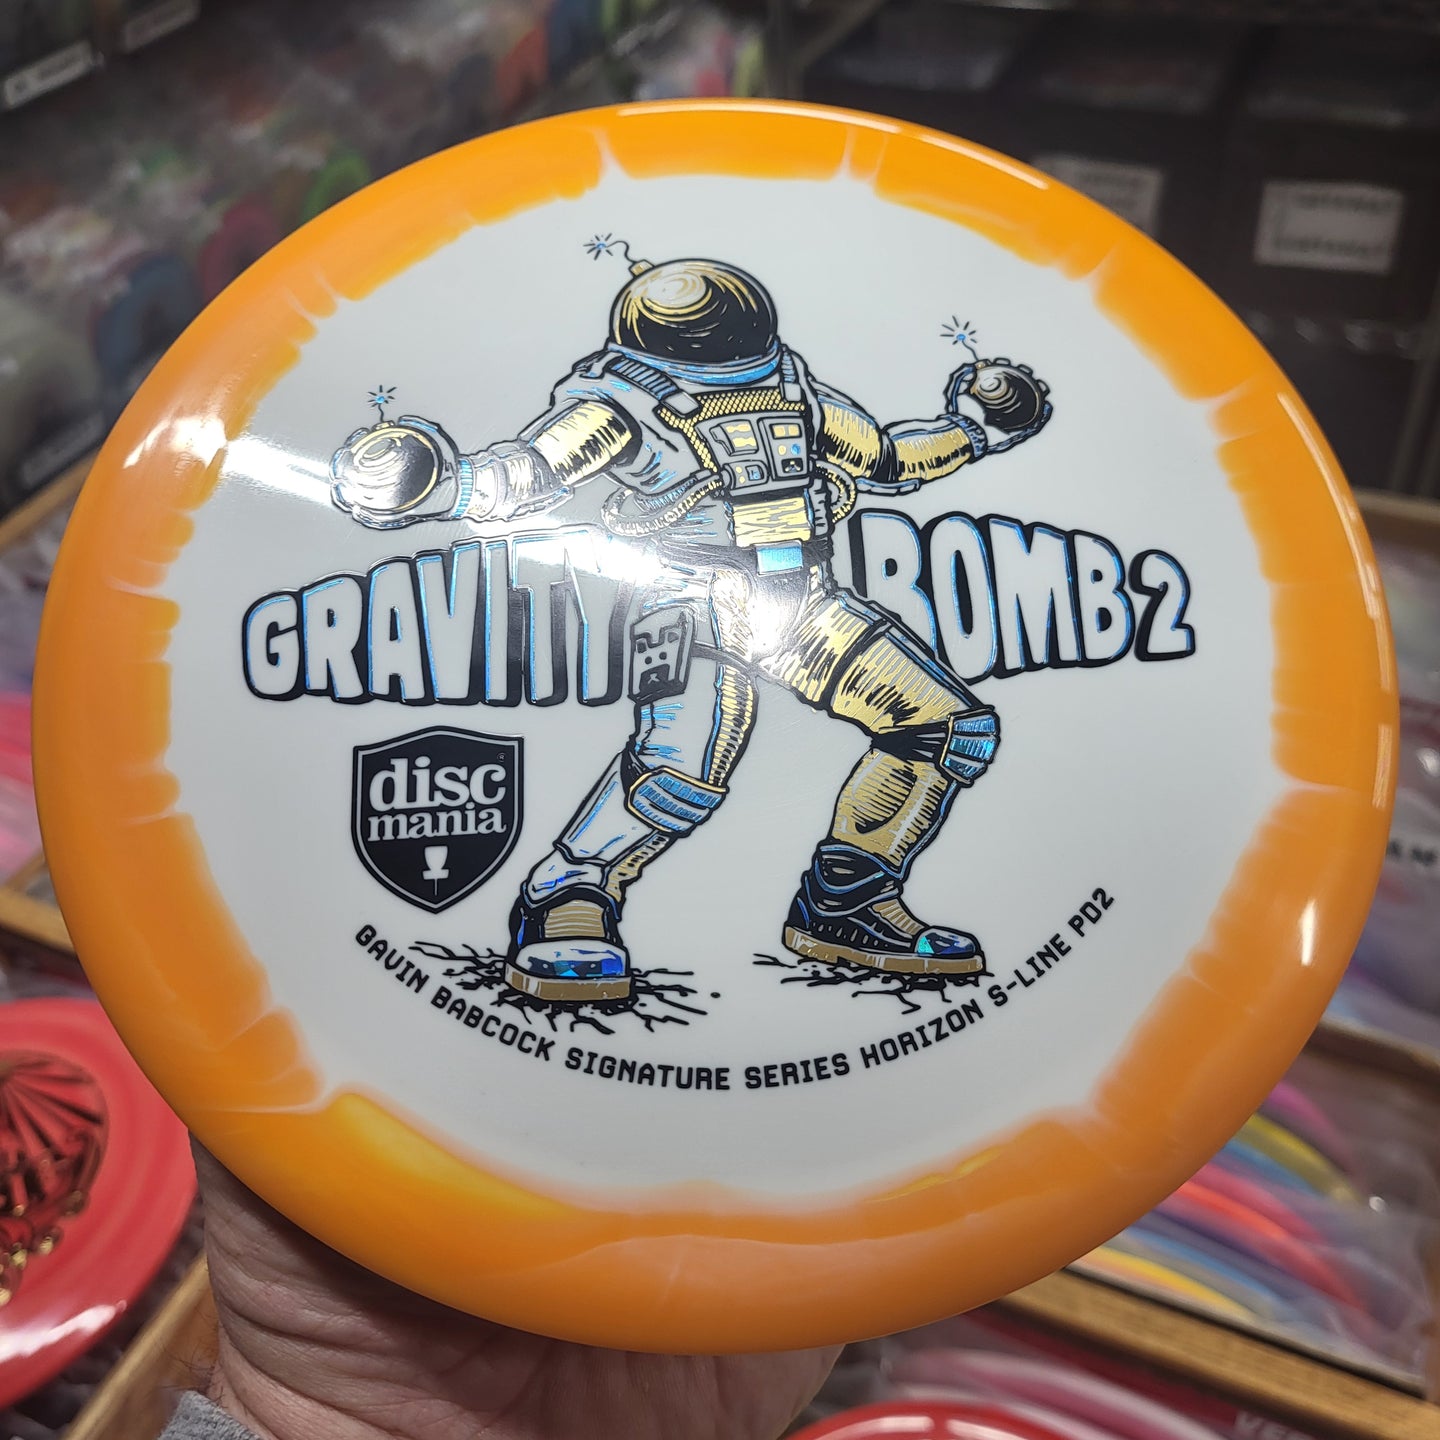 GRAVITY BOMB 2
disc
mania
GAVIN BABCOCK SIGNATURE SERIES HORIZON S-LINE PD2